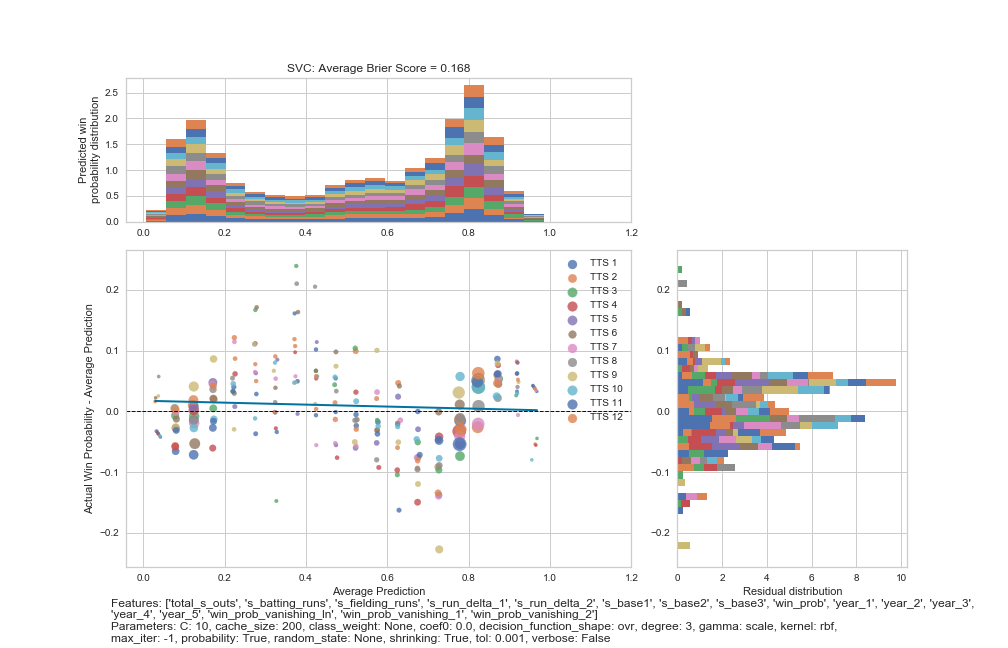 SVC: Average Brier Score = 0.168
Predicted win
probability distribution
2.5
2.0
1.5
1.0
0.5
0.0
0.0 0.2 0.4 0.6 0.8 1.0 1.2
Actual Win Probability - Average Prediction
0.2
0.1
0.0
−0.1
−0.2
0.0 0.2 0.4 0.6 0.8 1.0 1.2
Average Prediction
TTS 1
TTS 2
TTS 3
TTS 4
TTS 5
TTS 6
TTS 7
TTS 8
TTS 9
TTS 10
TTS 11
TTS 12
0.2
0.1
0.0
−0.1
−0.2
0 2 4 6 8 10
Residual distribution
Features: ['total_s_outs', 's_batting_runs', 's_fielding_runs', 's_run_delta_1', 's_run_delta_2', 's_base1', 's_base2', 's_base3', 'win_prob', 'year_1', 'year_2', 'year_3',
'year_4', 'year_5', 'win_prob_vanishing_ln', 'win_prob_vanishing_1', 'win_prob_vanishing_2']
Parameters: C: 10, cache_size: 200, class_weight: None, coef0: 0.0, decision_function_shape: ovr, degree: 3, gamma: scale, kernel: rbf,
max_iter: -1, probability: True, random_state: None, shrinking: True, tol: 0.001, verbose: False